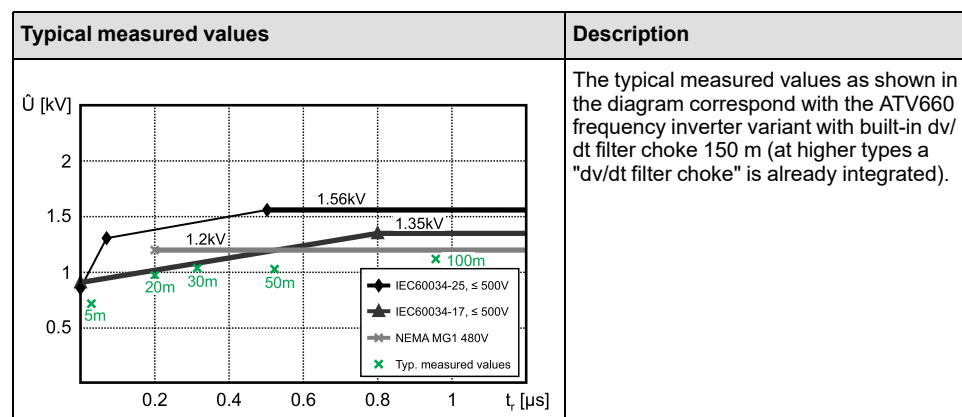 Typical measured values
Description
Û [kV]
2
1.5
1
0.5
1.56kV
1.35kV
1.2kV
5m
20m
30m
50m
100m
IEC60034-25, ≤ 500V
IEC60034-17, ≤ 500V
NEMA MG1 480V
Typ. measured values
0.2
0.4
0.6
0.8
1
tᵣ [µs]
The typical measured values as shown in
the diagram correspond with the ATV660
frequency inverter variant with built-in dv/
dt filter choke 150 m (at higher types a
"dv/dt filter choke" is already integrated).